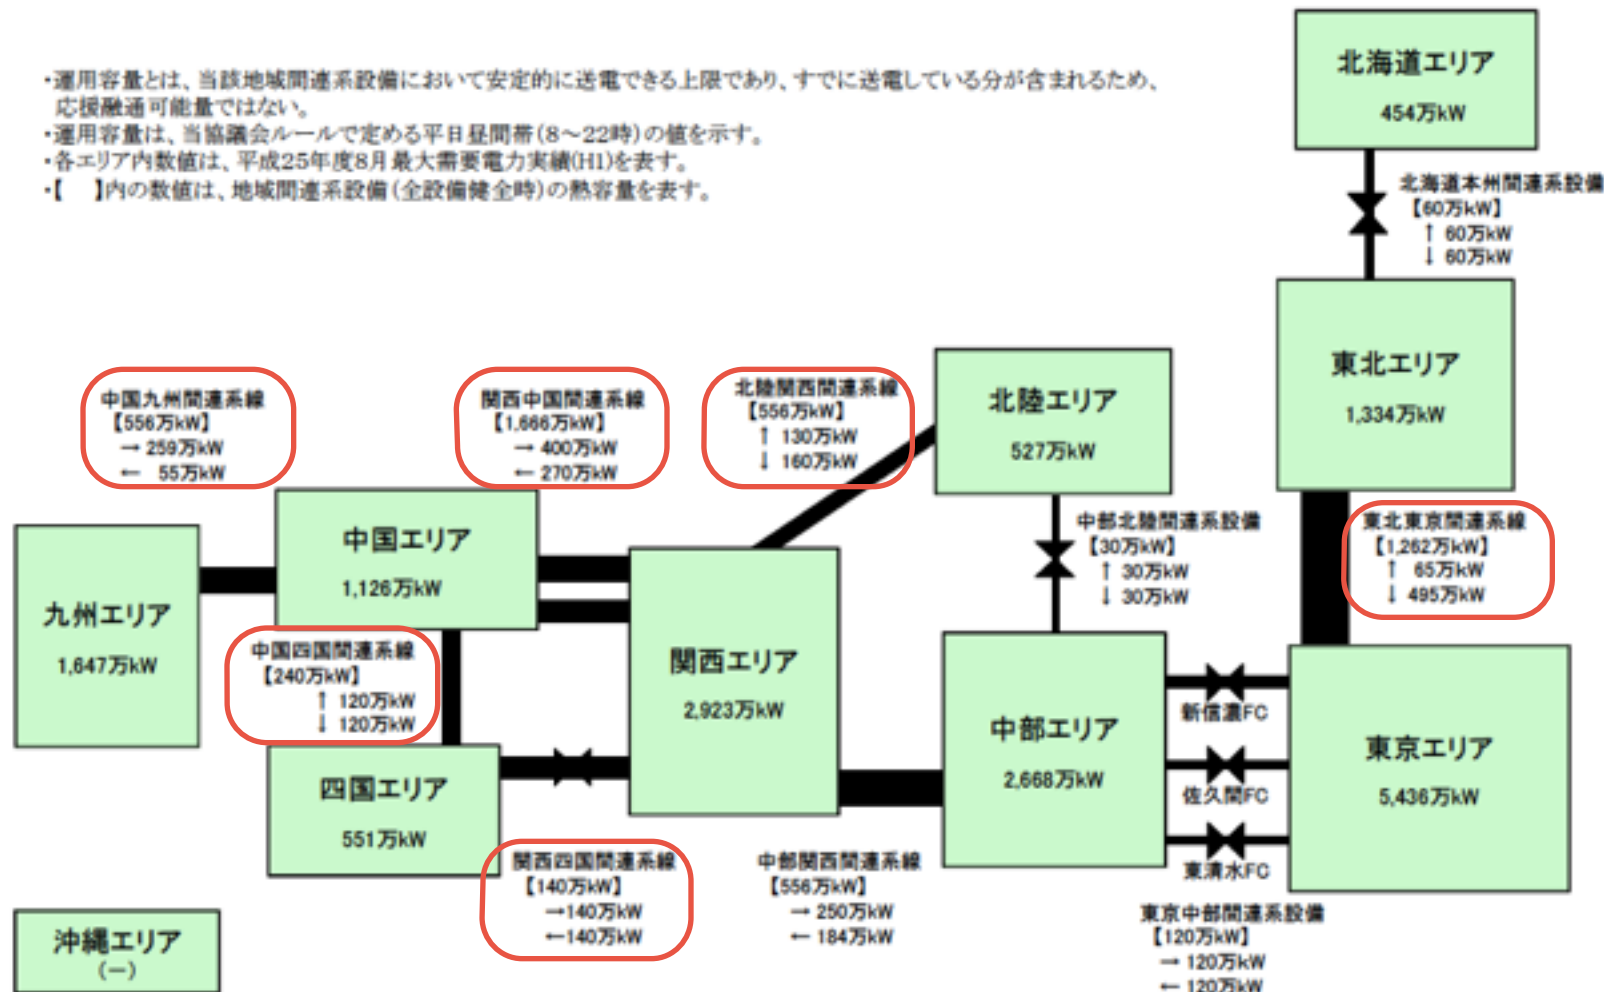 ・運用容量とは、当該地域間連系設備において安定的に送電できる上限であり、すでに送電している分が含まれるため、
応援融通可能量ではない。
・運用容量は、当協議会ルールで定める平日昼間帯(8～22時)の値を示す。
・各エリア内数値は、平成25年度8月最大需要電力実績(H1)を表す。
・【　】内の数値は、地域間連系設備(全設備健全時)の熱容量を表す。
北海道エリア
454万kW
北海道本州間連系設備
【60万kW】
↑ 60万kW
↓ 60万kW
東北エリア
1,334万kW
中国九州間連系線
【556万kW】
→ 259万kW
← 55万kW
関西中国間連系線
【1,666万kW】
→ 400万kW
← 270万kW
北陸関西間連系線
【556万kW】
↑ 130万kW
↓ 160万kW
北陸エリア
527万kW
中部北陸間連系設備
【30万kW】
↑ 30万kW
↓ 30万kW
東北東京間連系線
【1,262万kW】
↑ 65万kW
↓ 495万kW
九州エリア
1,647万kW
中国エリア
1,126万kW
中国四国間連系線
【240万kW】
↑ 120万kW
↓ 120万kW
関西エリア
2,923万kW
四国エリア
551万kW
関西四国間連系線
【140万kW】
→140万kW
←140万kW
中部関西間連系線
【556万kW】
→ 250万kW
← 184万kW
中部エリア
2,668万kW
新信濃FC
佐久間FC
東清水FC
東京エリア
5,436万kW
東京中部間連系設備
【120万kW】
→ 120万kW
← 120万kW
沖縄エリア
(－)